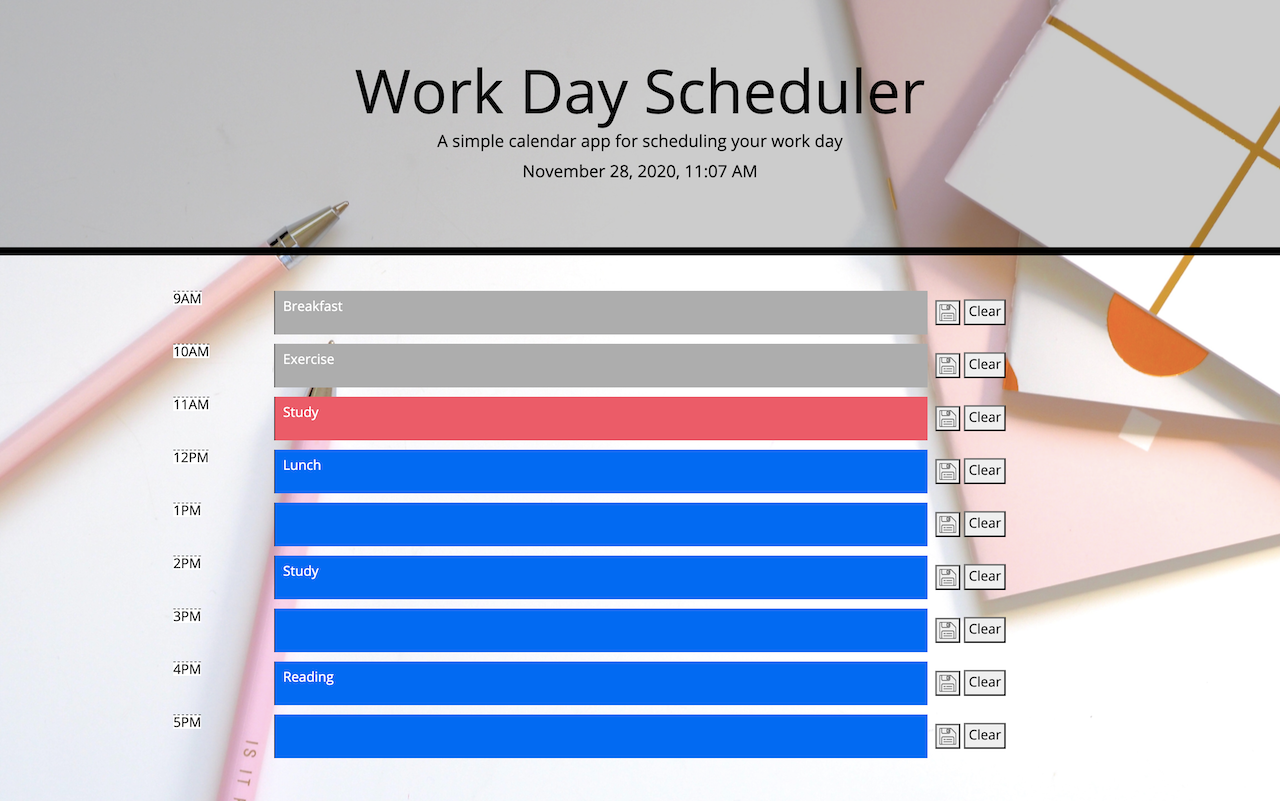 Work Day Scheduler
A simple calendar app for scheduling your work day
November 28, 2020, 11:07 AM
9AM Breakfast Clear
10AM Exercise Clear
11AM Study Clear
12PM Lunch Clear
1PM Clear
2PM Study Clear
3PM Clear
4PM Reading Clear
5PM Clear
IS IT